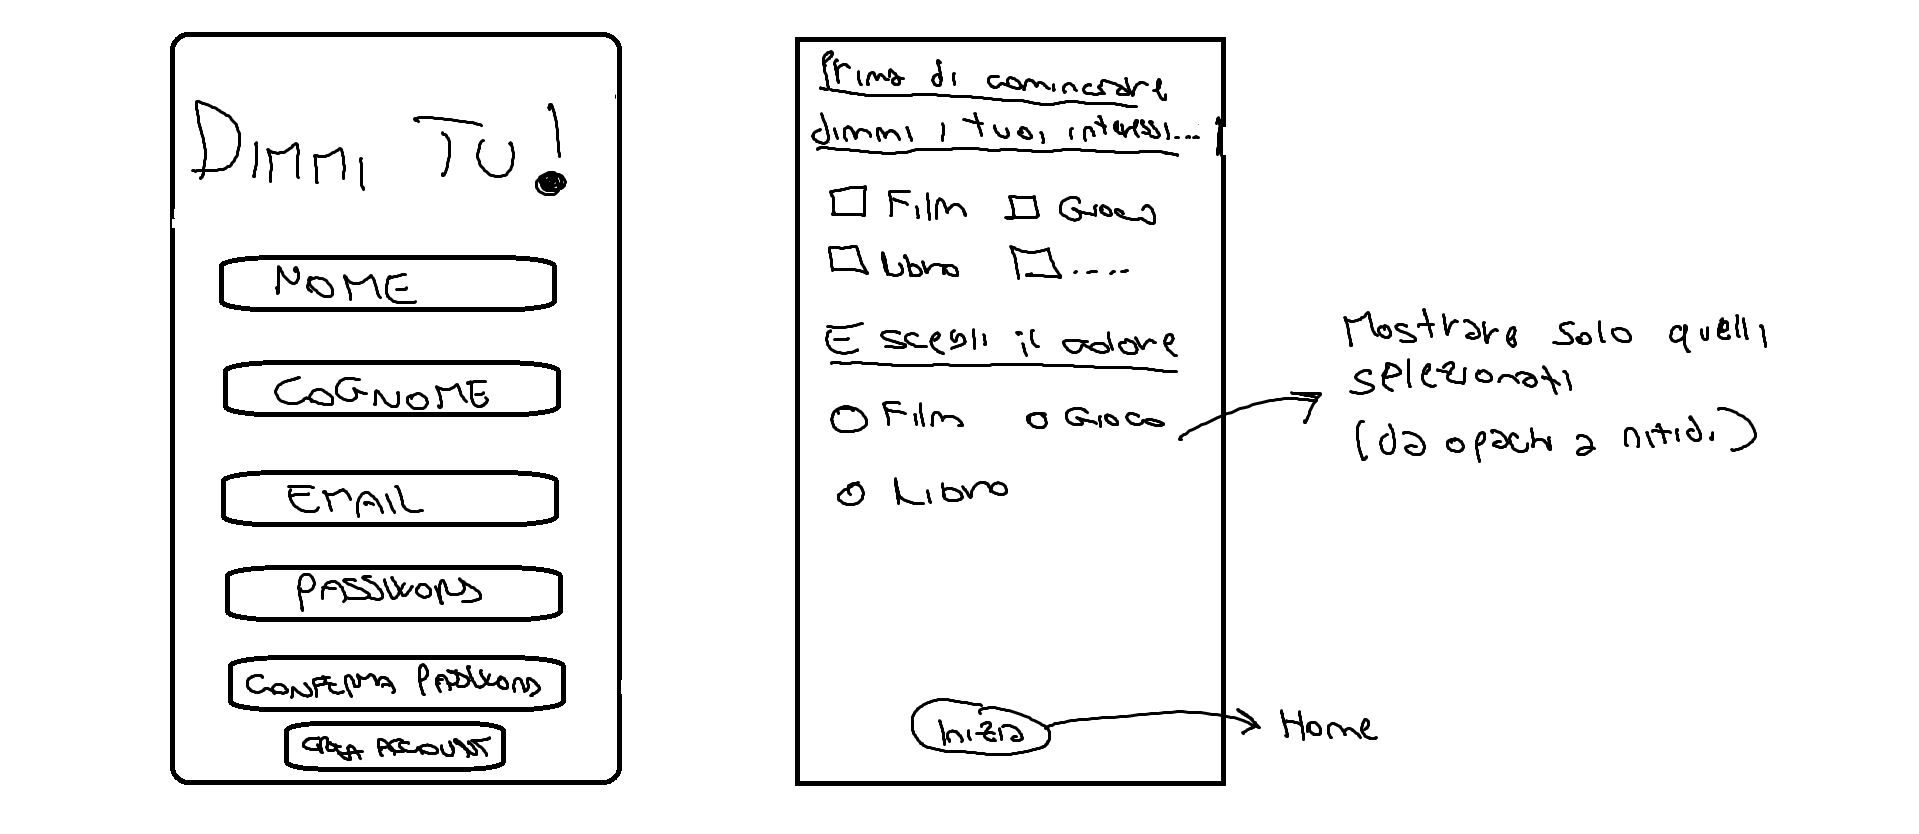 DIMMI TU!
NOME
COGNOME
EMAIL
PASSWORD
CONFERMA PASSWORD
CREA ACCOUNT
Prima di cominciare
dimmi i tuoi interessi...
Film Gioco
Libro .....
E scegli il colore
Film Gioco
Libro
Inizia
Mostrare solo quelli
selezionati
(da opachi a nitidi)
Home